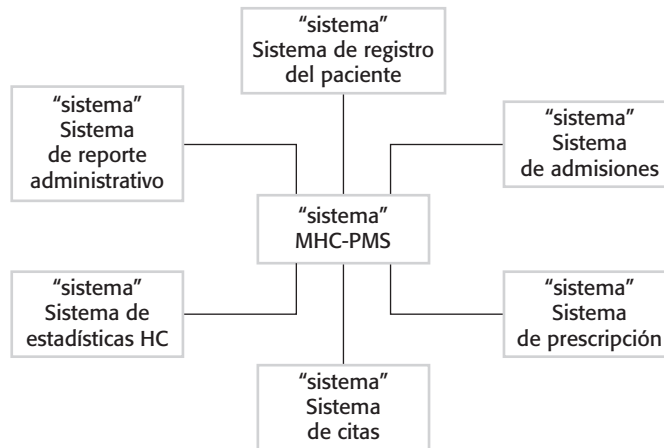 “sistema”
Sistema de registro
del paciente
“sistema”
Sistema
de reporte
administrativo
“sistema”
Sistema
de admisiones
“sistema”
MHC-PMS
“sistema”
Sistema de
estadísticas HC
“sistema”
Sistema
de prescripción
“sistema”
Sistema
de citas